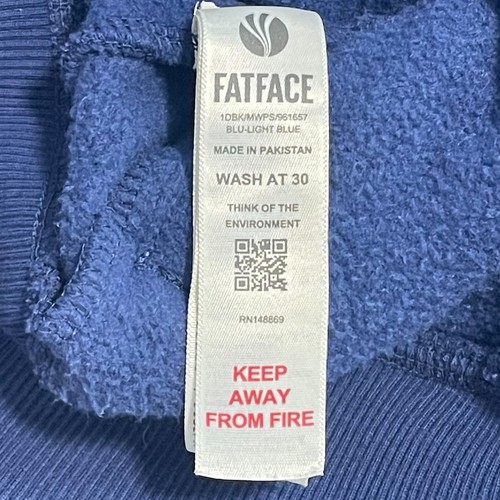 FATFACE
1DBK/MWPS/961657
BLU-LIGHT BLUE
MADE IN PAKISTAN
WASH AT 30
THINK OF THE
ENVIRONMENT
RN148869
KEEP
AWAY
FROM FIRE